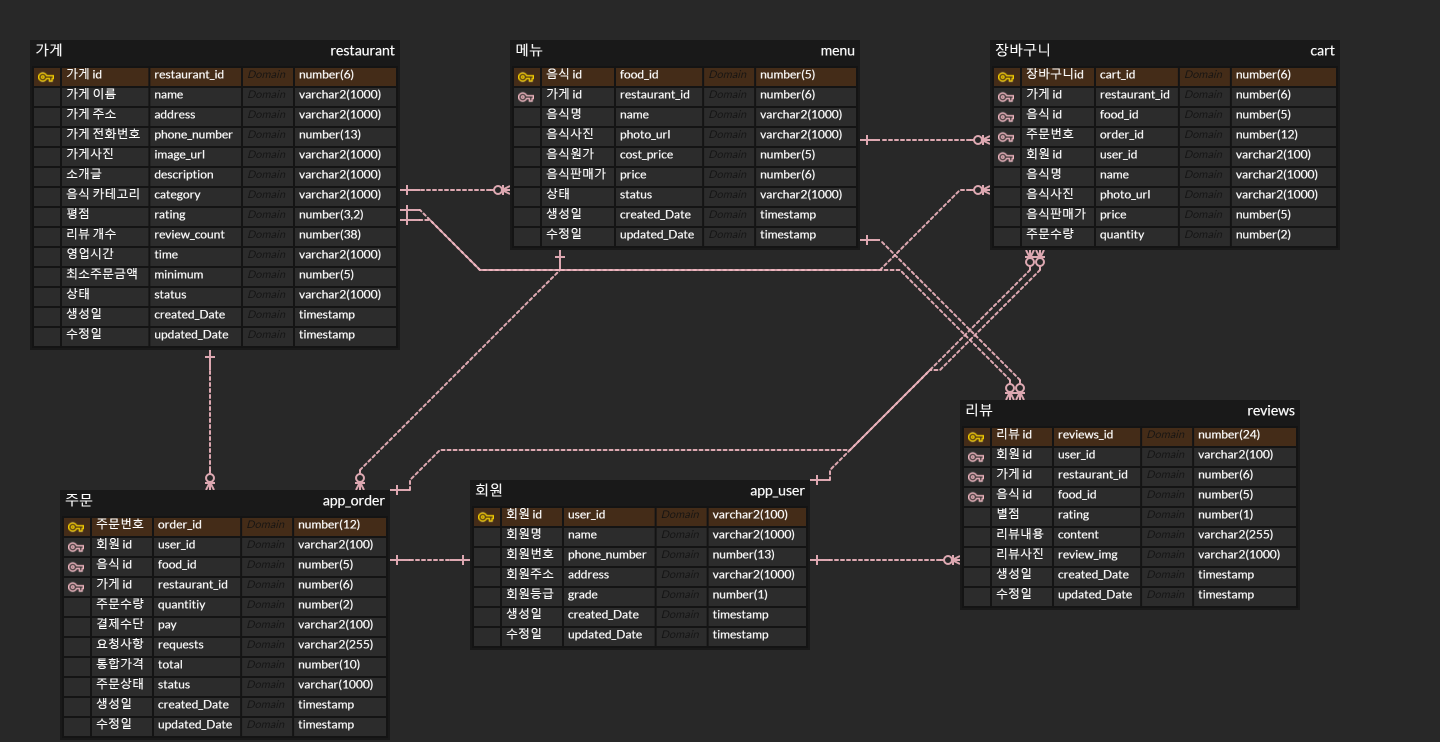 가게 restaurant
가게 id restaurant_id Domain number(6)
가게 이름 name Domain varchar2(1000)
가게 주소 address Domain varchar2(1000)
가게 전화번호 phone_number Domain number(13)
가게사진 image_url Domain varchar2(1000)
소개글 description Domain varchar2(1000)
음식 카테고리 category Domain varchar2(1000)
평점 rating Domain number(3,2)
리뷰 개수 review_count Domain number(38)
영업시간 time Domain varchar2(1000)
최소주문금액 minimum Domain number(5)
상태 status Domain varchar2(1000)
생성일 created_Date Domain timestamp
수정일 updated_Date Domain timestamp
메뉴 menu
음식 id food_id Domain number(5)
가게 id restaurant_id Domain number(6)
음식명 name Domain varchar2(1000)
음식사진 photo_url Domain varchar2(1000)
음식원가 cost_price Domain number(5)
음식판매가 price Domain number(6)
상태 status Domain varchar2(1000)
생성일 created_Date Domain timestamp
수정일 updated_Date Domain timestamp
장바구니 cart
장바구니id cart_id Domain number(6)
가게 id restaurant_id Domain number(6)
음식 id food_id Domain number(5)
주문번호 order_id Domain number(12)
회원 id user_id Domain varchar2(100)
음식명 name Domain varchar2(1000)
음식사진 photo_url Domain varchar2(1000)
음식판매가 price Domain number(5)
주문수량 quantity Domain number(2)
주문 app_order
주문번호 order_id Domain number(12)
회원 id user_id Domain varchar2(100)
음식 id food_id Domain number(5)
가게 id restaurant_id Domain number(6)
주문수량 quantitiy Domain number(2)
결제수단 pay Domain varchar2(100)
요청사항 requests Domain varchar2(255)
통합가격 total Domain number(10)
주문상태 status Domain varchar(1000)
생성일 created_Date Domain timestamp
수정일 updated_Date Domain timestamp
회원 app_user
회원 id user_id Domain varchar2(100)
회원명 name Domain varchar2(1000)
회원번호 phone_number Domain number(13)
회원주소 address Domain varchar2(1000)
회원등급 grade Domain number(1)
생성일 created_Date Domain timestamp
수정일 updated_Date Domain timestamp
리뷰 reviews
리뷰 id reviews_id Domain number(24)
회원 id user_id Domain varchar2(100)
가게 id restaurant_id Domain number(6)
음식 id food_id Domain number(5)
별점 rating Domain number(1)
리뷰내용 content Domain varchar2(255)
리뷰사진 review_img Domain varchar2(1000)
생성일 created_Date Domain timestamp
수정일 updated_Date Domain timestamp